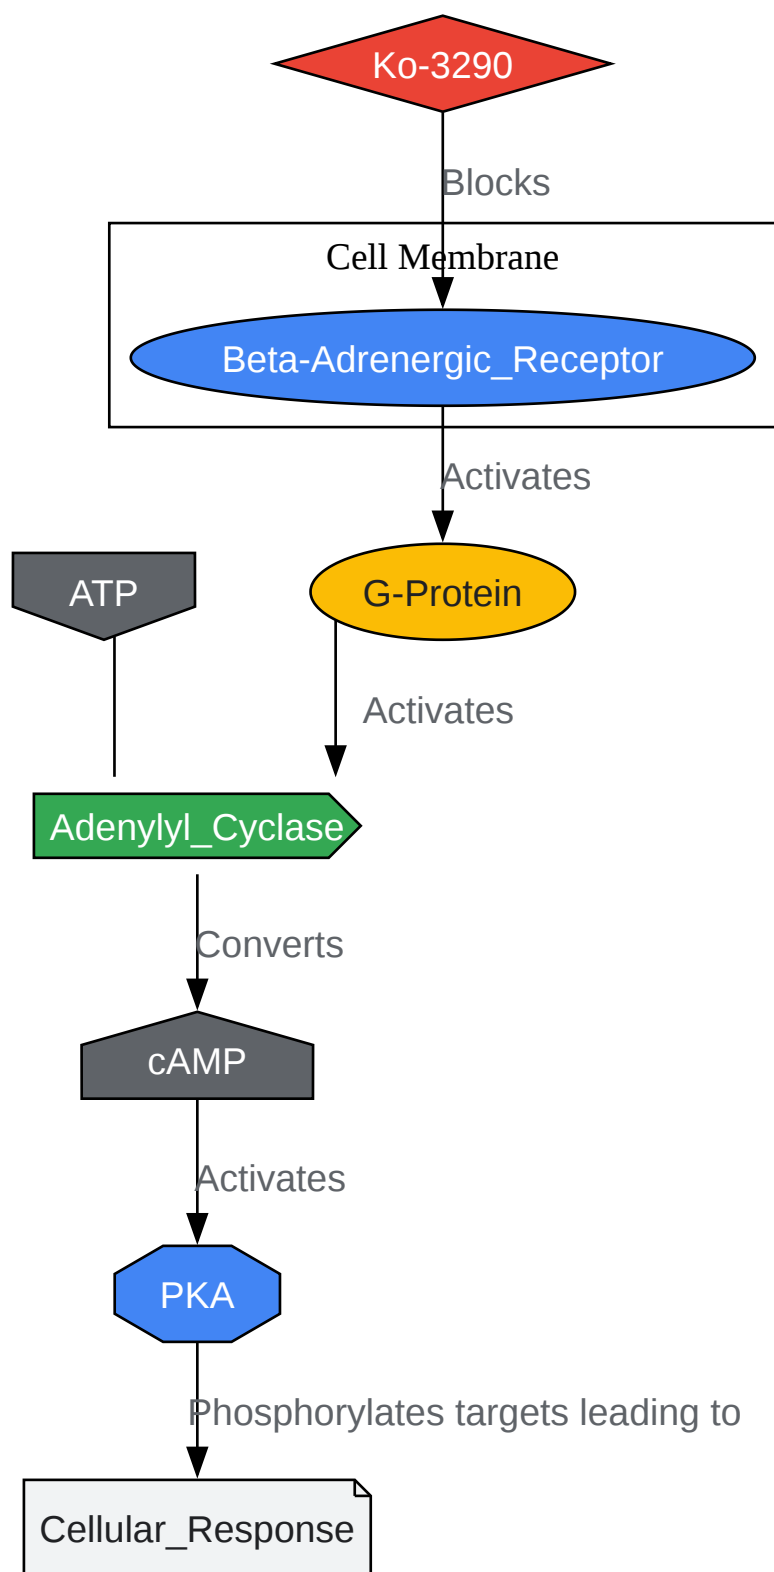 Ko-3290
Blocks
Cell Membrane
Beta-Adrenergic_Receptor
Activates
ATP
G-Protein
Activates
Adenylyl_Cyclase
Converts
cAMP
Activates
PKA
Phosphorylates targets leading to
Cellular_Response